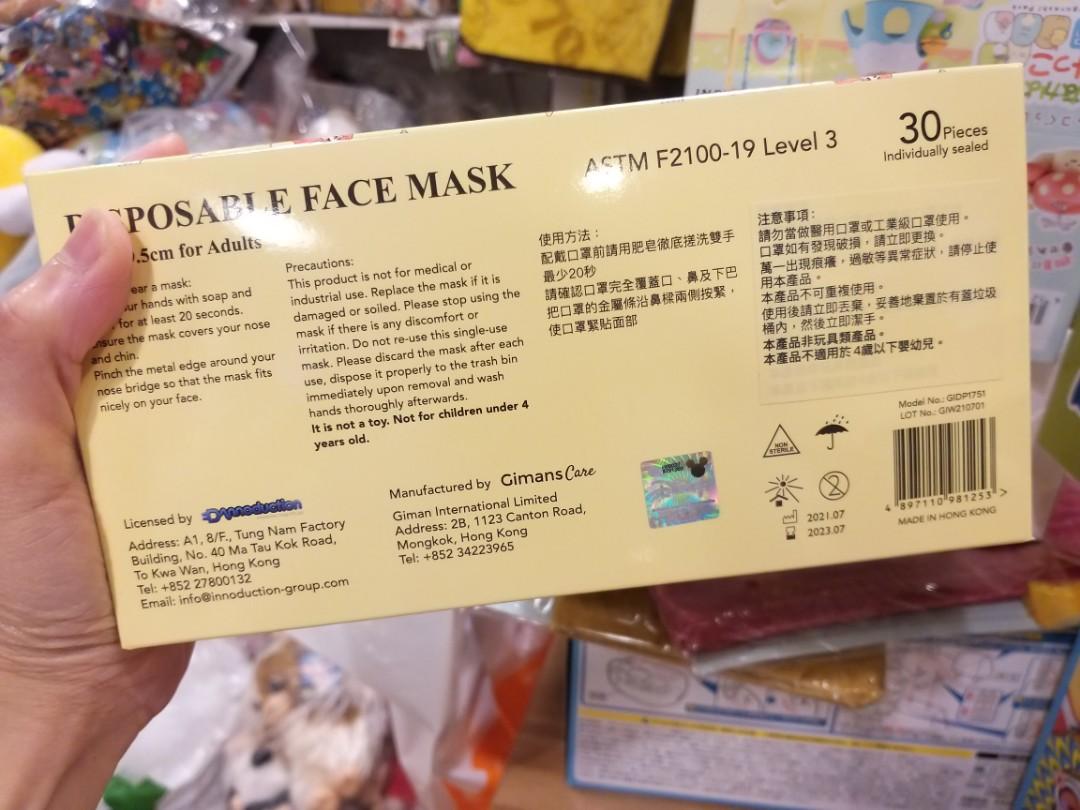 DISPOSABLE FACE MASK
.5cm for Adults
ear a mask:
ur hands with soap and
for at least 20 seconds.
nsure the mask covers your nose
and chin.
Pinch the metal edge around your
nose bridge so that the mask fits
nicely on your face.
Precautions:
This product is not for medical or
industrial use. Replace the mask if it is
damaged or soiled. Please stop using the
mask if there is any discomfort or
irritation. Do not re-use this single-use
mask. Please discard the mask after each
use, dispose it properly to the trash bin
immediately upon removal and wash
hands thoroughly afterwards.
It is not a toy. Not for children under 4
years old.
ASTM F2100-19 Level 3
30 Pieces
Individually sealed
使用方法：
配戴口罩前請用肥皂徹底搓洗雙手
最少20秒
請確認口罩完全覆蓋口、鼻及下巴
把口罩的金屬條沿鼻樑兩側按緊，
使口罩緊貼面部
注意事項：
請勿當做醫用口罩或工業級口罩使用。
口罩如有發現破損，請立即更換。
萬一出現痕癢，過敏等異常症狀，請停止使
用本產品。
本產品不可重複使用。
使用後請立即丟棄，妥善地棄置於有蓋垃圾
桶內，然後立即潔手。
本產品非玩具類產品。
本產品不適用於4歲以下嬰幼兒。
Licensed by Innoduction
Address: A1, 8/F., Tung Nam Factory
Building, No. 40 Ma Tau Kok Road,
To Kwa Wan, Hong Kong
Tel: +852 27800132
Email: info@innoduction-group.com
Manufactured by GimansCare
Giman International Limited
Address: 2B, 1123 Canton Road,
Mongkok, Hong Kong
Tel: +852 34223965
NON
STERILE
2
2021.07
2023.07
Model No.: GIDP1751
LOT No.: GIW210701
4 897110 981253 >
MADE IN HONG KONG